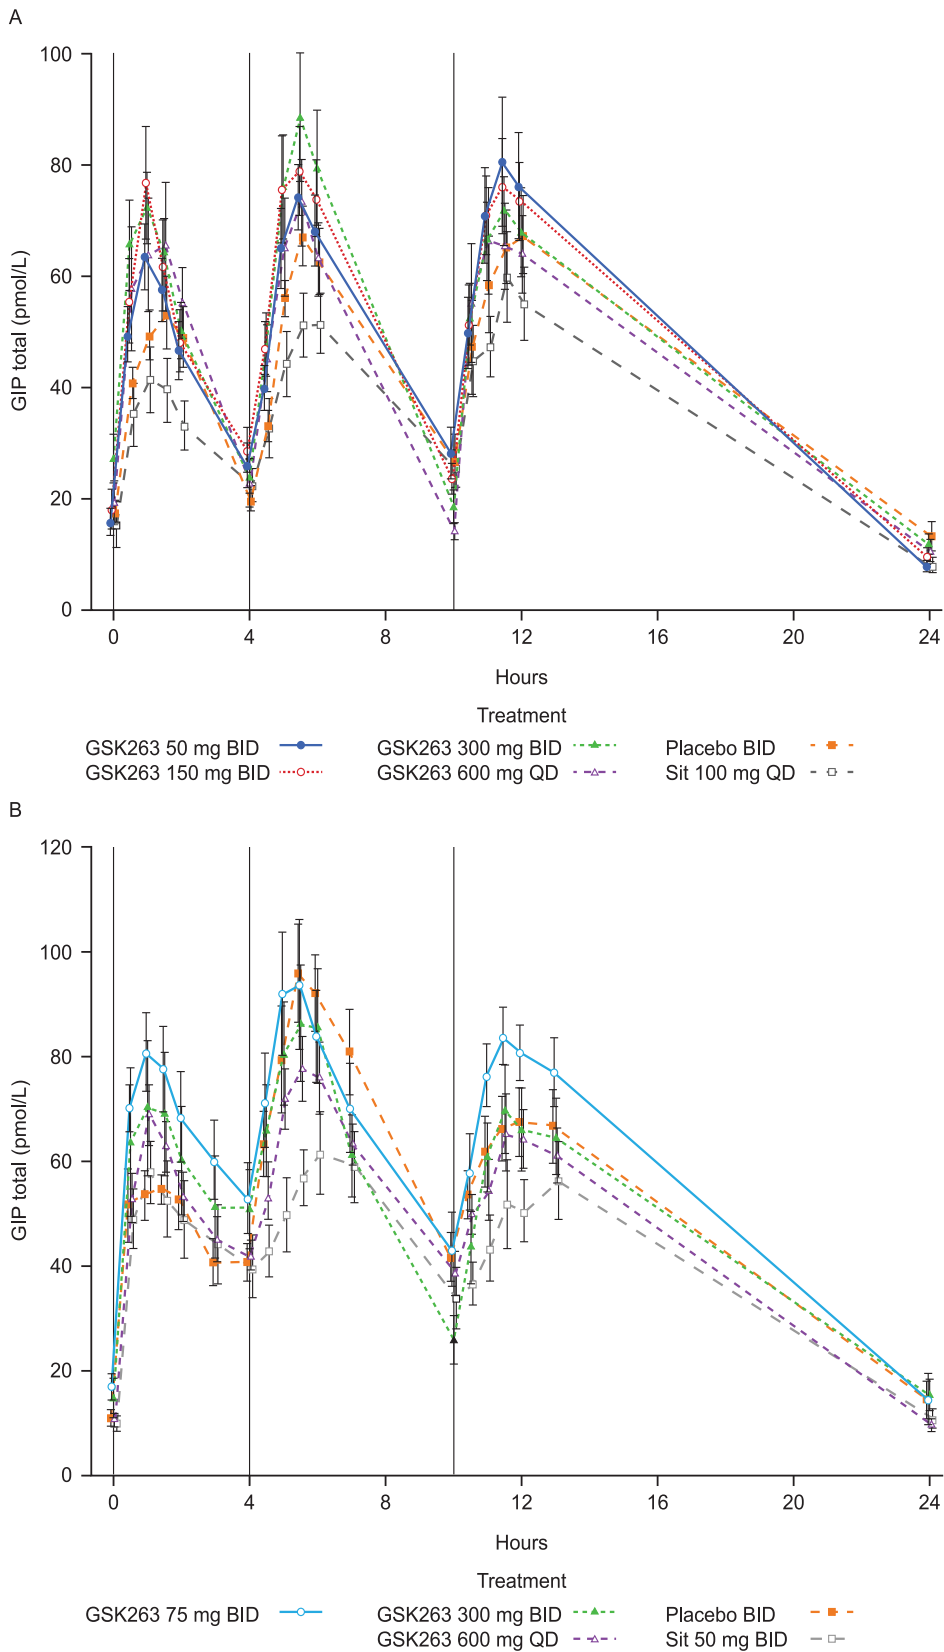 A
100
80
60
40
20
0
GIP total (pmol/L)
0 4 8 12 16 20 24
Hours
Treatment
GSK263 50 mg BID GSK263 300 mg BID Placebo BID
GSK263 150 mg BID GSK263 600 mg QD Sit 100 mg QD
B
120
100
80
60
40
20
0
GIP total (pmol/L)
0 4 8 12 16 20 24
Hours
Treatment
GSK263 75 mg BID GSK263 300 mg BID Placebo BID
GSK263 600 mg QD Sit 50 mg BID